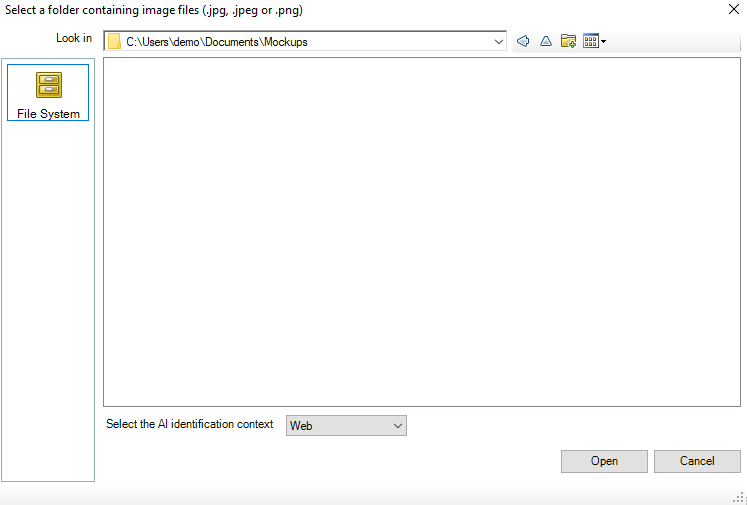 Select a folder containing image files (.jpg, .jpeg or .png)
Look in
C:\Users\demo\Documents\Mockups
File System
Select the AI identification context
Web
Open
Cancel